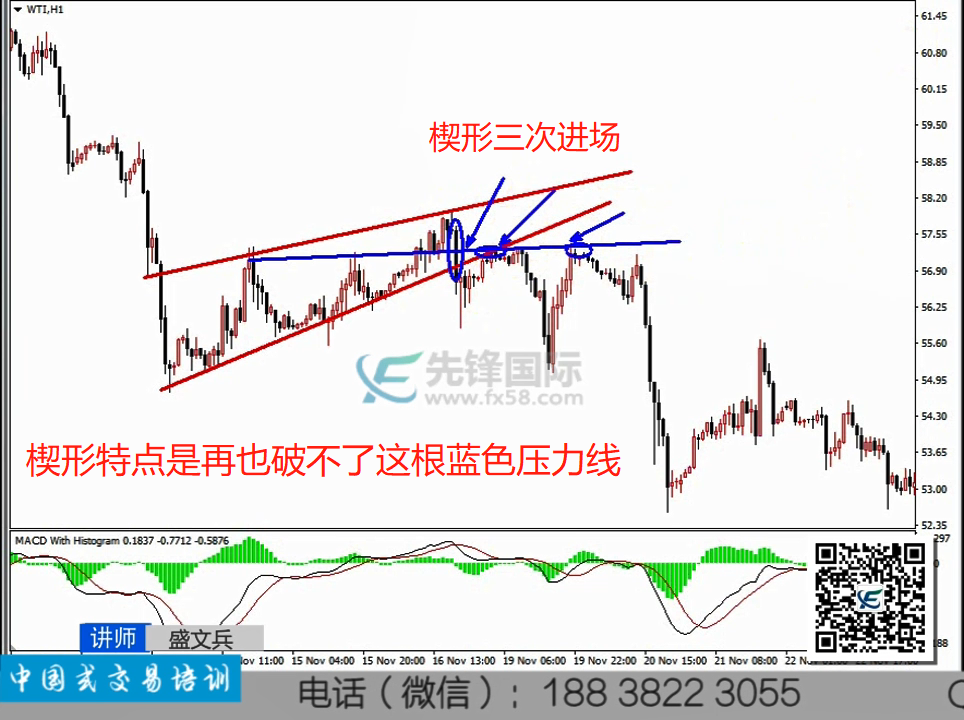 WTI,H1
61.45
60.80
60.15
59.50
楔形三次进场
58.85
58.20
57.55
56.90
56.25
55.60
先锋国际
www.fx58.com
54.95
54.30
楔形特点是再也破不了这根蓝色压力线
53.65
53.00
52.35
MACD With Histogram 0.1837 -0.7712 -0.5876
297
0
188
讲师 盛文兵
11:00 15 Nov 04:00 15 Nov 20:00 16 Nov 13:00 19 Nov 06:00 19 Nov 22:00 20 Nov 15:00 21 Nov 08:00
中国式交易培训
电话（微信）：188 3822 3055